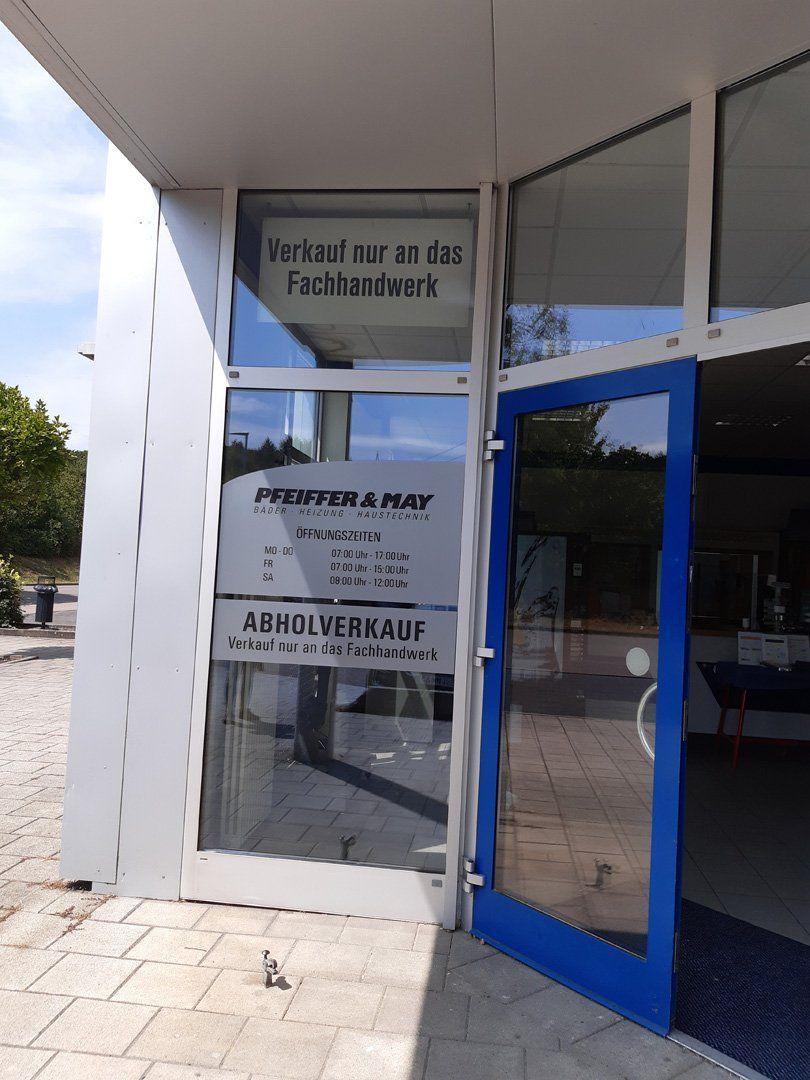 Verkauf nur an das
Fachhandwerk
PFEIFFER & MAY
BÄDER · HEIZUNG · HAUSTECHNIK
ÖFFNUNGSZEITEN
MO - DO 07:00 Uhr - 17:00 Uhr
FR 07:00 Uhr - 15:00 Uhr
SA 09:00 Uhr - 12:00 Uhr
ABHOLVERKAUF
Verkauf nur an das Fachhandwerk